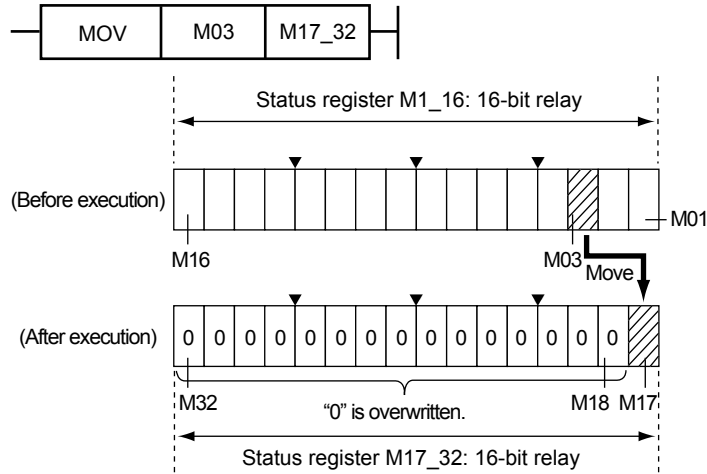 MOV M03 M17_32
Status register M1_16: 16-bit relay
(Before execution)
M01
M16 M03 Move
(After execution) 0 0 0 0 0 0 0 0 0 0 0 0 0 0 0
M32 "0" is overwritten. M18 M17
Status register M17_32: 16-bit relay